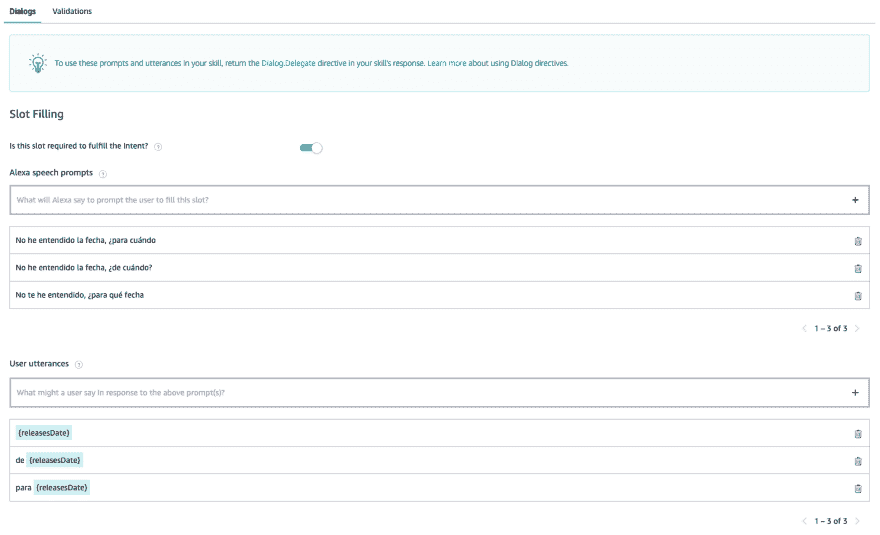 Dialogs Validations
To use these prompts and utterances in your skill, return the Dialog.Delegate directive in your skill's response. Learn more about using Dialog directives.
Slot Filling
Is this slot required to fulfill the intent? ?
Alexa speech prompts ?
What will Alexa say to prompt the user to fill this slot? +
No he entendido la fecha, ¿para cuándo
No he entendido la fecha, ¿de cuándo?
No te he entendido, ¿para qué fecha
< 1 – 3 of 3 >
User utterances ?
What might a user say in response to the above prompt(s)? +
{releasesDate}
de {releasesDate}
para {releasesDate}
< 1 – 3 of 3 >